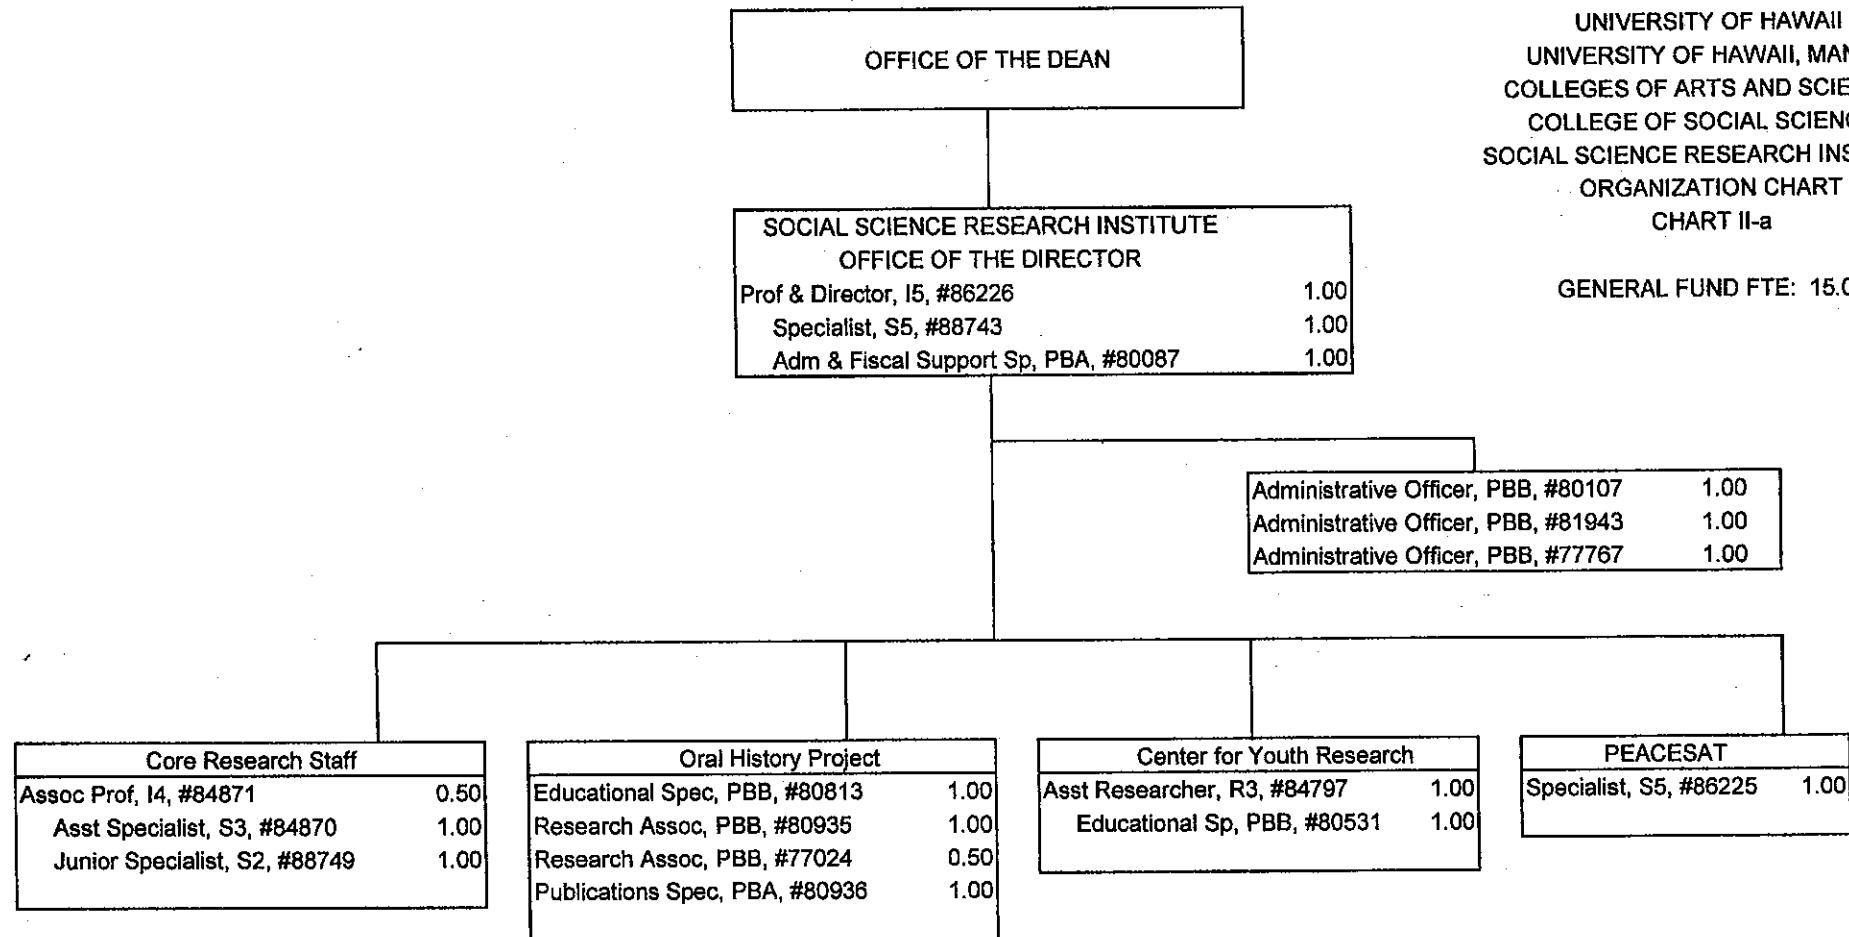 OFFICE OF THE DEAN
UNIVERSITY OF HAWAII
UNIVERSITY OF HAWAII,
COLLEGES OF ARTS AND
COLLEGE OF SOCIAL
SOCIAL SCIENCE RESEARCH
ORGANIZATION CHART
CHART II-a
GENERAL FUND FTE: 15.0
SOCIAL SCIENCE RESEARCH INSTITUTE
OFFICE OF THE DIRECTOR
Prof & Director, I5, #86226 1.00
Specialist, S5, #88743 1.00
Adm & Fiscal Support Sp, PBA, #80087 1.00
Administrative Officer, PBB, #80107 1.00
Administrative Officer, PBB, #81943 1.00
Administrative Officer, PBB, #77767 1.00
Core Research Staff
Assoc Prof, I4, #84871 0.50
Asst Specialist, S3, #84870 1.00
Junior Specialist, S2, #88749 1.00
Oral History Project
Educational Spec, PBB, #80813 1.00
Research Assoc, PBB, #80935 1.00
Research Assoc, PBB, #77024 0.50
Publications Spec, PBA, #80936 1.00
Center for Youth Research
Asst Researcher, R3, #84797 1.00
Educational Sp, PBB, #80531 1.00
PEACESAT
Specialist, S5, #86225 1.00